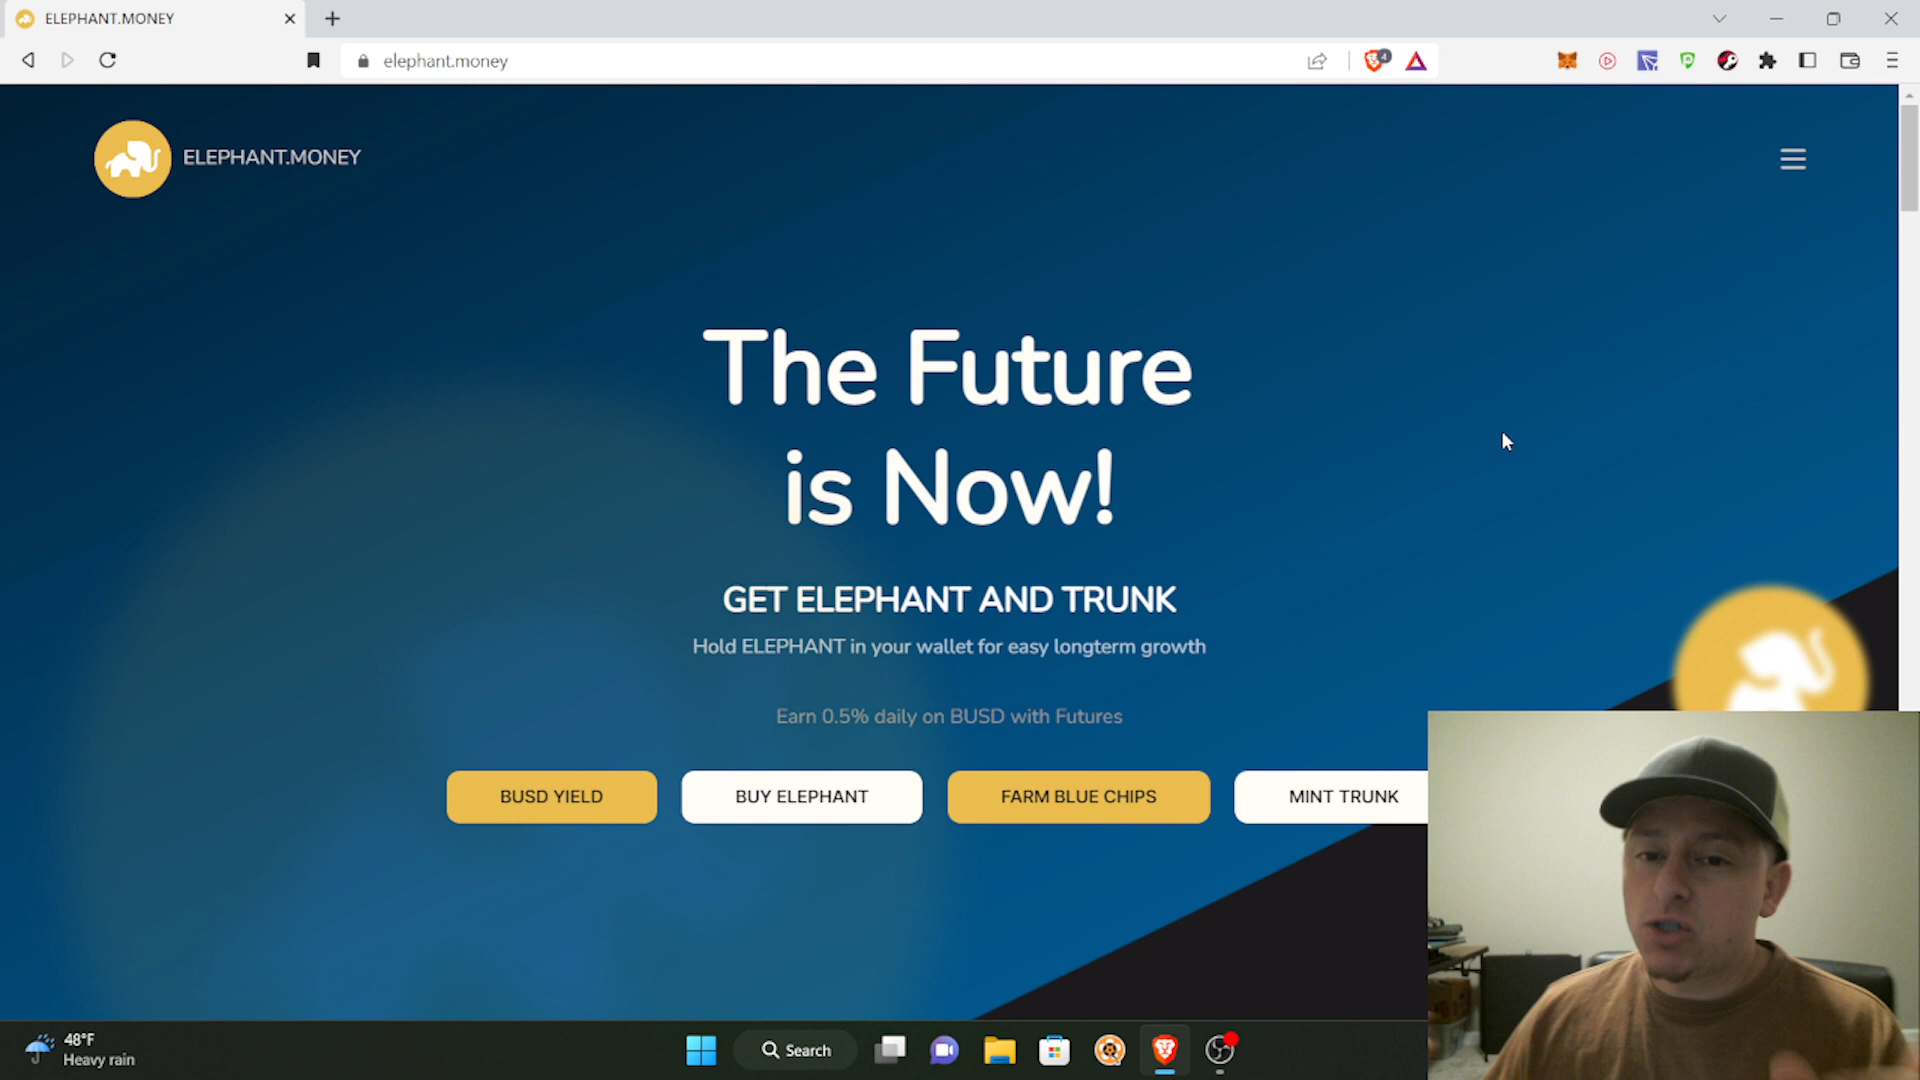 ELEPHANT.MONEY
elephant.money
4
ELEPHANT.MONEY
The Future
is Now!
GET ELEPHANT AND TRUNK
Hold ELEPHANT in your wallet for easy longterm growth
Earn 0.5% daily on BUSD with Futures
BUSD YIELD
BUY ELEPHANT
FARM BLUE CHIPS
MINT TRUNK
48°F
Heavy rain
Search